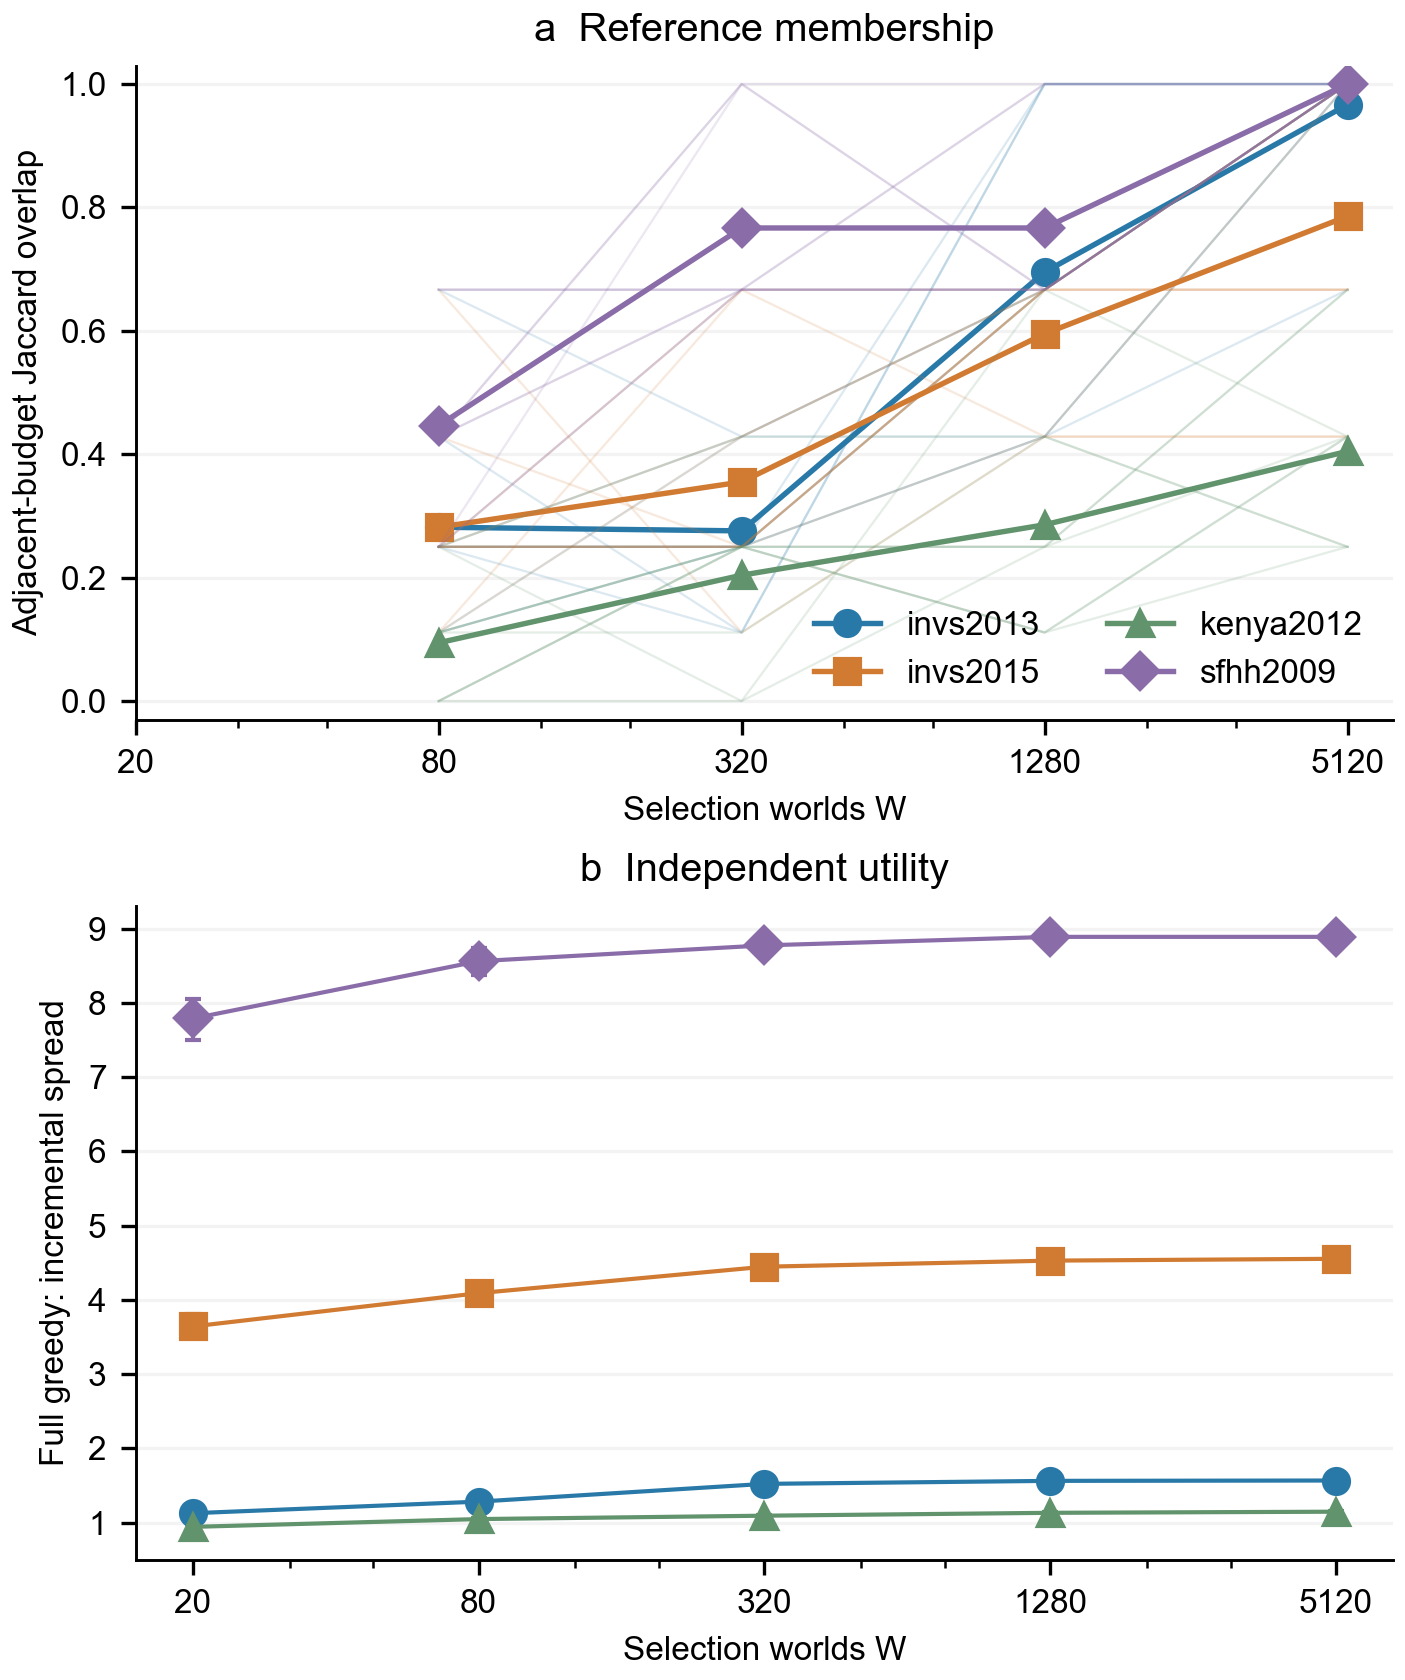 a Reference membership
Adjacent-budget Jaccard overlap
1.0
0.8
0.6
0.4
0.2
0.0
invs2013
kenya2012
invs2015
sfhh2009
20 80 320 1280 5120
Selection worlds W
b Independent utility
Full greedy: incremental spread
9
8
7
6
5
4
3
2
1
20 80 320 1280 5120
Selection worlds W